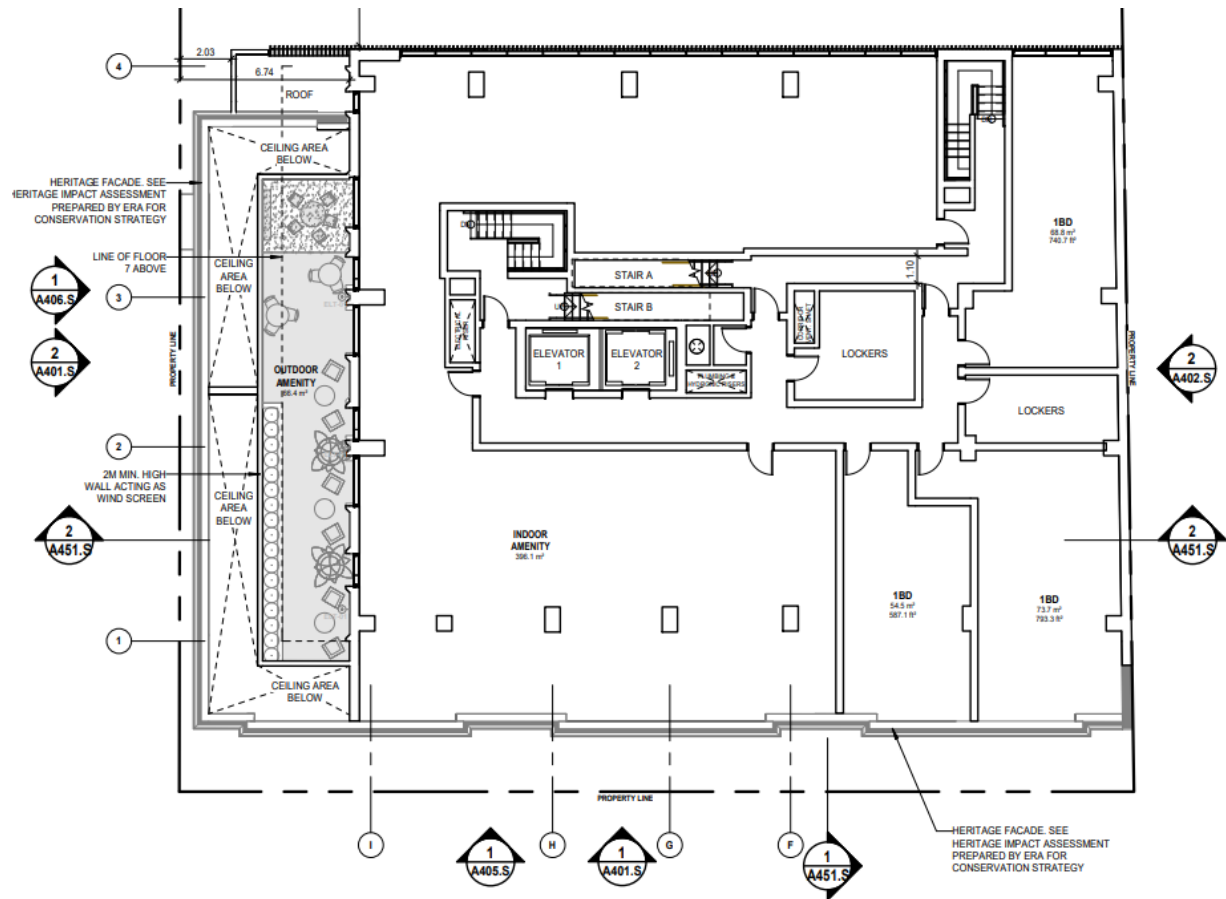 2.03
4
6.74
ROOF
CEILING AREA
BELOW
HERITAGE FACADE. SEE
HERITAGE IMPACT ASSESSMENT
PREPARED BY ERA FOR
CONSERVATION STRATEGY
LINE OF FLOOR
7 ABOVE
CEILING
AREA
BELOW
1
A406.S
3
2
A401.S
PROPERTY LINE
OUTDOOR
AMENITY
2
2M MIN. HIGH
WALL ACTING AS
WIND SCREEN
CEILING
AREA
BELOW
2
A451.S
1
CEILING AREA
BELOW
STAIR A
STAIR B
1.10
ELEVATOR
1
ELEVATOR
2
PLUMBING &
HYDRONIC RISERS
LOCKERS
1BD
68.8 m²
740.7 ft²
PROPERTY LINE
2
A402.S
LOCKERS
INDOOR
AMENITY
396.1 m²
1BD
54.5 m²
587.1 ft²
1BD
73.7 m²
793.3 ft²
2
A451.S
PROPERTY LINE
I
H
G
F
1
A405.S
1
A401.S
1
A451.S
HERITAGE FACADE. SEE
HERITAGE IMPACT ASSESSMENT
PREPARED BY ERA FOR
CONSERVATION STRATEGY